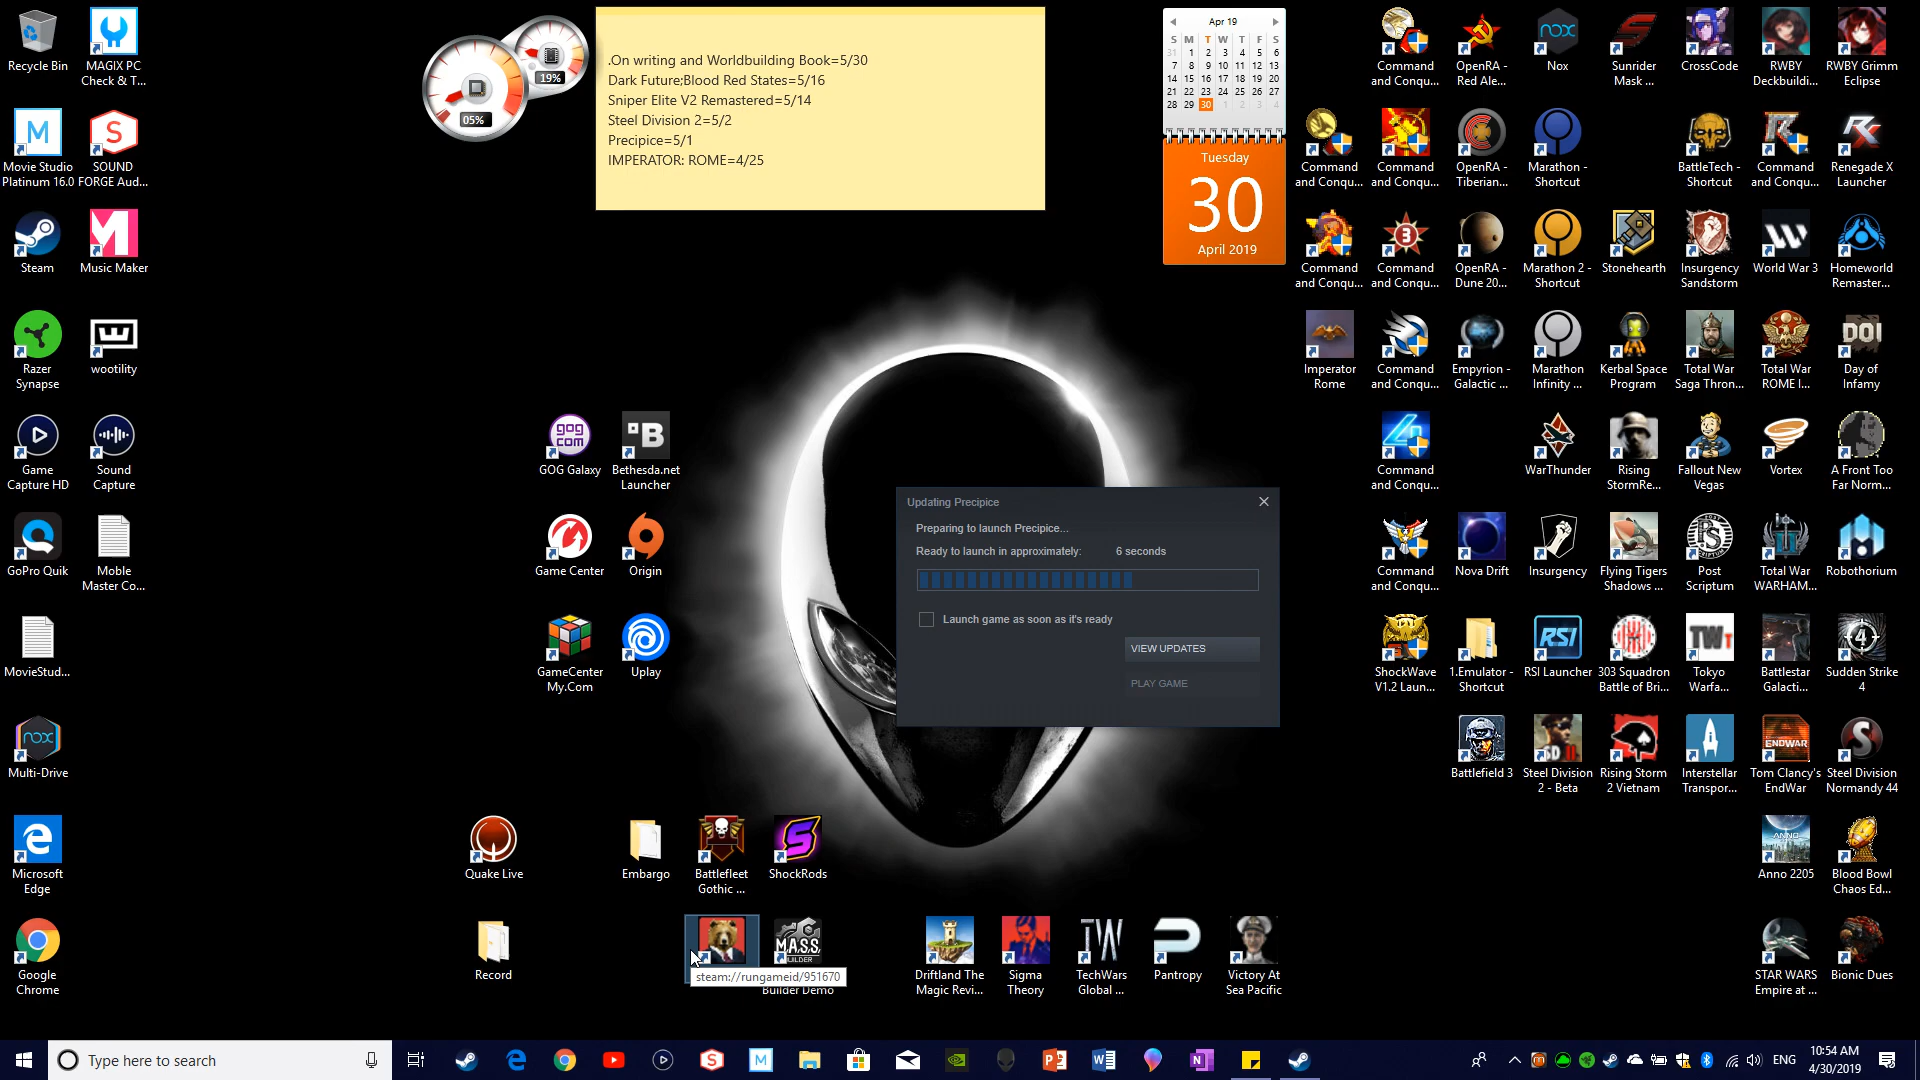 Recycle Bin
MAGIX PC
Check & T...
Movie Studio
Platinum 16.0
SOUND
FORGE Aud...
Steam
Music Maker
Razer
Synapse
wootility
Game
Capture HD
Sound
Capture
GoPro Quik
Moble
Master Co...
MovieStud...
Multi-Drive
Microsoft
Edge
Google
Chrome
19%
05%
.On writing and Worldbuilding Book=5/30
Dark Future;Blood Red States=5/16
Sniper Elite V2 Remastered=5/14
Steel Division 2=5/2
Precipice=5/1
IMPERATOR: ROME=4/25
Apr 19
S M T W T F S
31 1 2 3 4 5 6
7 8 9 10 11 12 13
14 15 16 17 18 19 20
21 22 23 24 25 26 27
28 29 30 1 2 3 4
Tuesday
30
April 2019
GOG Galaxy
Bethesda.net
Launcher
Game Center
Origin
GameCenter
My.Com
Uplay
Updating Precipice
Preparing to launch Precipice...
Ready to launch in approximately: 6 seconds
Launch game as soon as it's ready
VIEW UPDATES
PLAY GAME
Quake Live
Embargo
Battlefleet
Gothic ...
ShockRods
Record
steam://rungameid/951670
Builder Demo
Driftland The
Magic Revi...
Sigma
Theory
TechWars
Global ...
Pantropy
Victory At
Sea Pacific
Command
and Conqu...
OpenRA -
Red Ale...
Nox
Sunrider
Mask ...
CrossCode
RWBY
Deckbuildi...
RWBY Grimm
Eclipse
Command
and Conqu...
Command
and Conqu...
OpenRA -
Tiberian...
Marathon -
Shortcut
BattleTech -
Shortcut
Command
and Conqu...
Renegade X
Launcher
Command
and Conqu...
Command
and Conqu...
OpenRA -
Dune 20...
Marathon 2 -
Shortcut
Stonehearth
Insurgency
Sandstorm
World War 3
Homeworld
Remaster...
Imperator
Rome
Command
and Conqu...
Empyrion -
Galactic ...
Marathon
Infinity ...
Kerbal Space
Program
Total War
Saga Thron...
Total War
ROME I...
DOI
Day of
Infamy
Command
and Conqu...
WarThunder
Rising
StormRe...
Fallout New
Vegas
Vortex
A Front Too
Far Norm...
Command
and Conqu...
Nova Drift
Insurgency
Flying Tigers
Shadows ...
Post
Scriptum
Total War
WARHAM...
Robothorium
ShockWave
V1.2 Laun...
1.Emulator -
Shortcut
RSI Launcher
303 Squadron
Battle of Bri...
Tokyo
Warfa...
Battlestar
Galacti...
Sudden Strike
4
Battlefield 3
Steel Division
2 - Beta
Rising Storm
2 Vietnam
Interstellar
Transpor...
Tom Clancy's
EndWar
Steel Division
Normandy 44
Anno 2205
Blood Bowl
Chaos Ed...
STAR WARS
Empire at ...
Bionic Dues
Type here to search
ENG
10:54 AM
4/30/2019